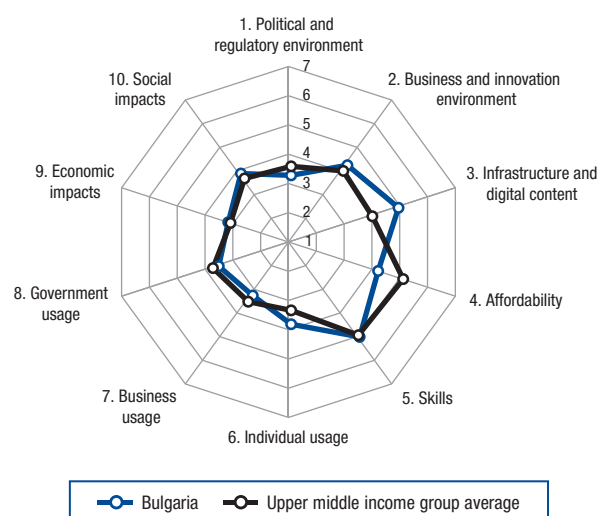 1. Political and
regulatory environment
7
10. Social
impacts
6
2. Business and innovation
environment
5
4
9. Economic
impacts
3
3. Infrastructure and
digital content
2
1
8. Government
usage
4. Affordability
7. Business
usage
5. Skills
6. Individual usage
Bulgaria
Upper middle income group average